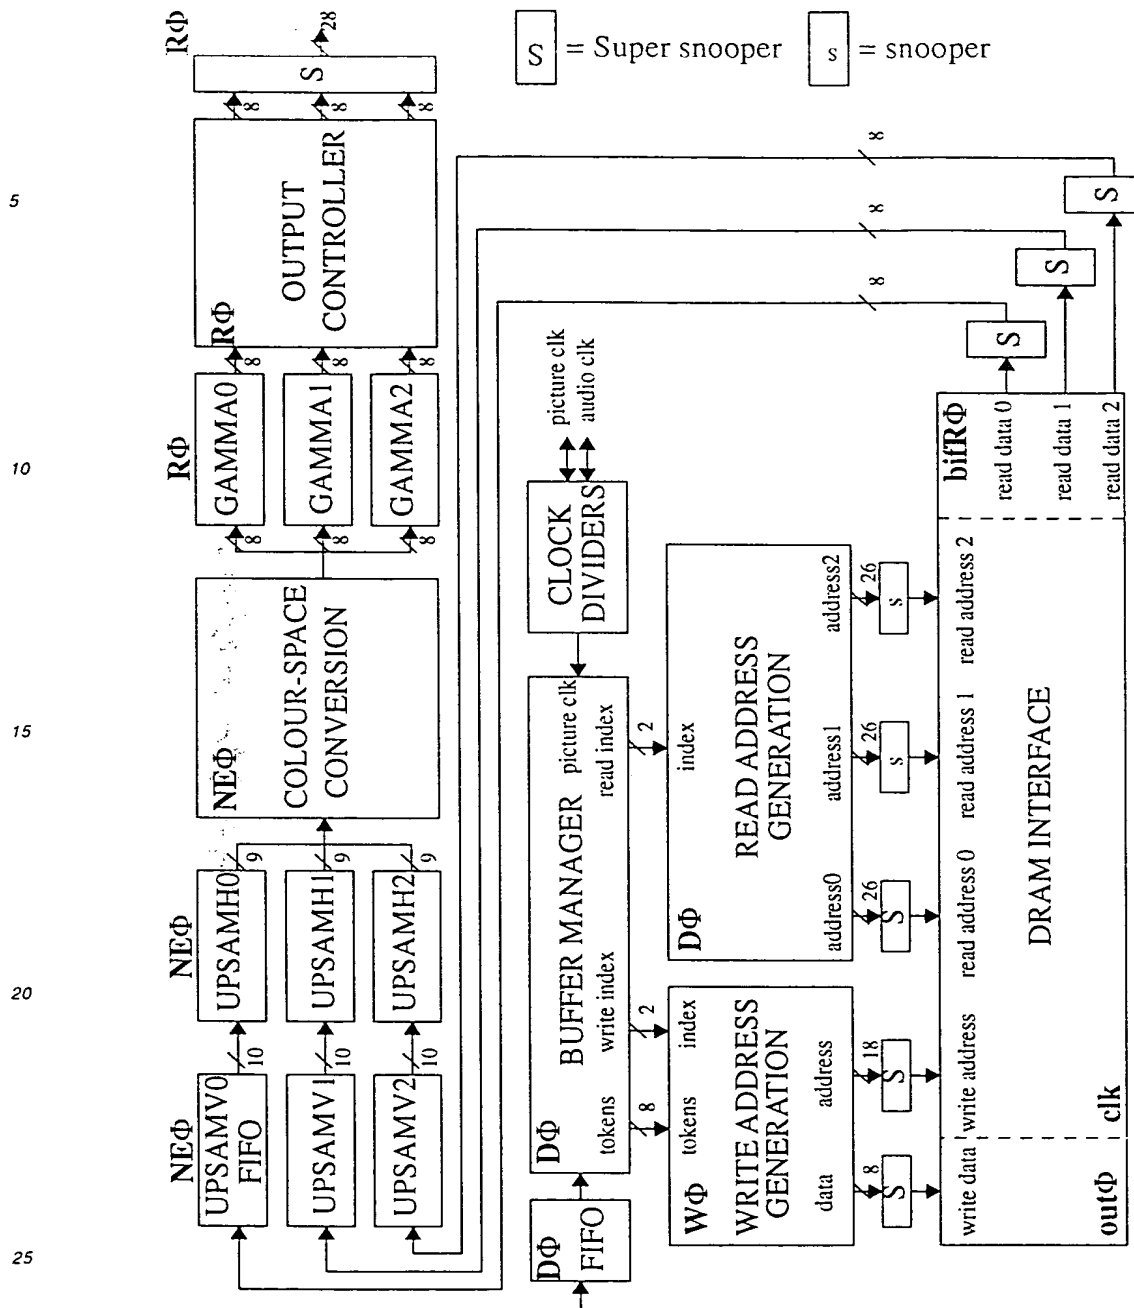 S = Super snooper
s = snooper
RΦ
28
S
8
8
8
OUTPUT
CONTROLLER
RΦ
8
8
8
RΦ
GAMMA0
GAMMA1
GAMMA2
8
8
8
NEΦ
COLOUR-SPACE
CONVERSION
9
9
9
NEΦ
UPSAMH0
UPSAMH1
UPSAMH2
10
10
10
NEΦ
UPSAMV0
FIFO
UPSAMV1
UPSAMV2
8
8
8
S
S
S
picture clk
audio clk
CLOCK
DIVIDERS
DΦ
FIFO
DΦ
BUFFER MANAGER
picture clk
read index
write index
tokens
2
2
8
DΦ
READ ADDRESS
GENERATION
index
address0
address1
address2
26
26
26
S
s
s
WΦ
WRITE ADDRESS
GENERATION
tokens
index
data
address
8
18
S
S
DRAM INTERFACE
write data
write address
read address 0
read address 1
read address 2
bifRΦ
read data 0
read data 1
read data 2
outΦ
clk
5
10
15
20
25